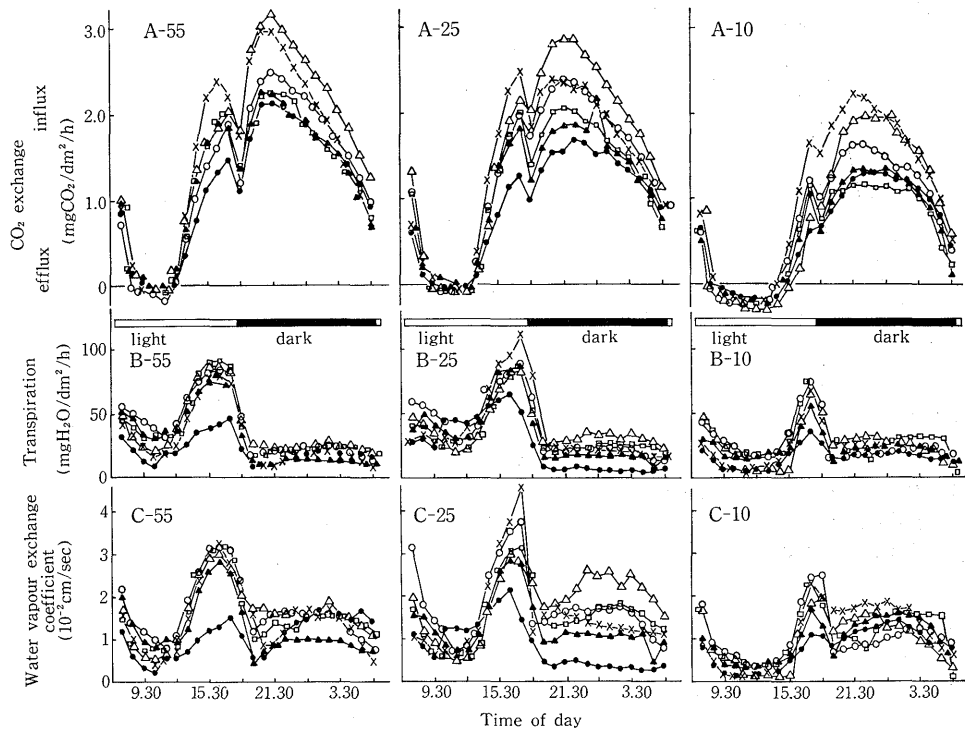 A-55
A-25
A-10
3.0
2.0
1.0
0
CO₂ exchange
efflux influx
(mgCO₂/dm²/h)
light
dark
light
dark
B-55
B-25
B-10
100
50
0
Transpiration
(mgH₂O/dm²/h)
C-55
C-25
C-10
4
3
2
1
0
Water vapour exchange
coefficient
(10⁻²cm/sec)
9.30 15.30 21.30 3.30
9.30 15.30 21.30 3.30
9.30 15.30 21.30 3.30
Time of day